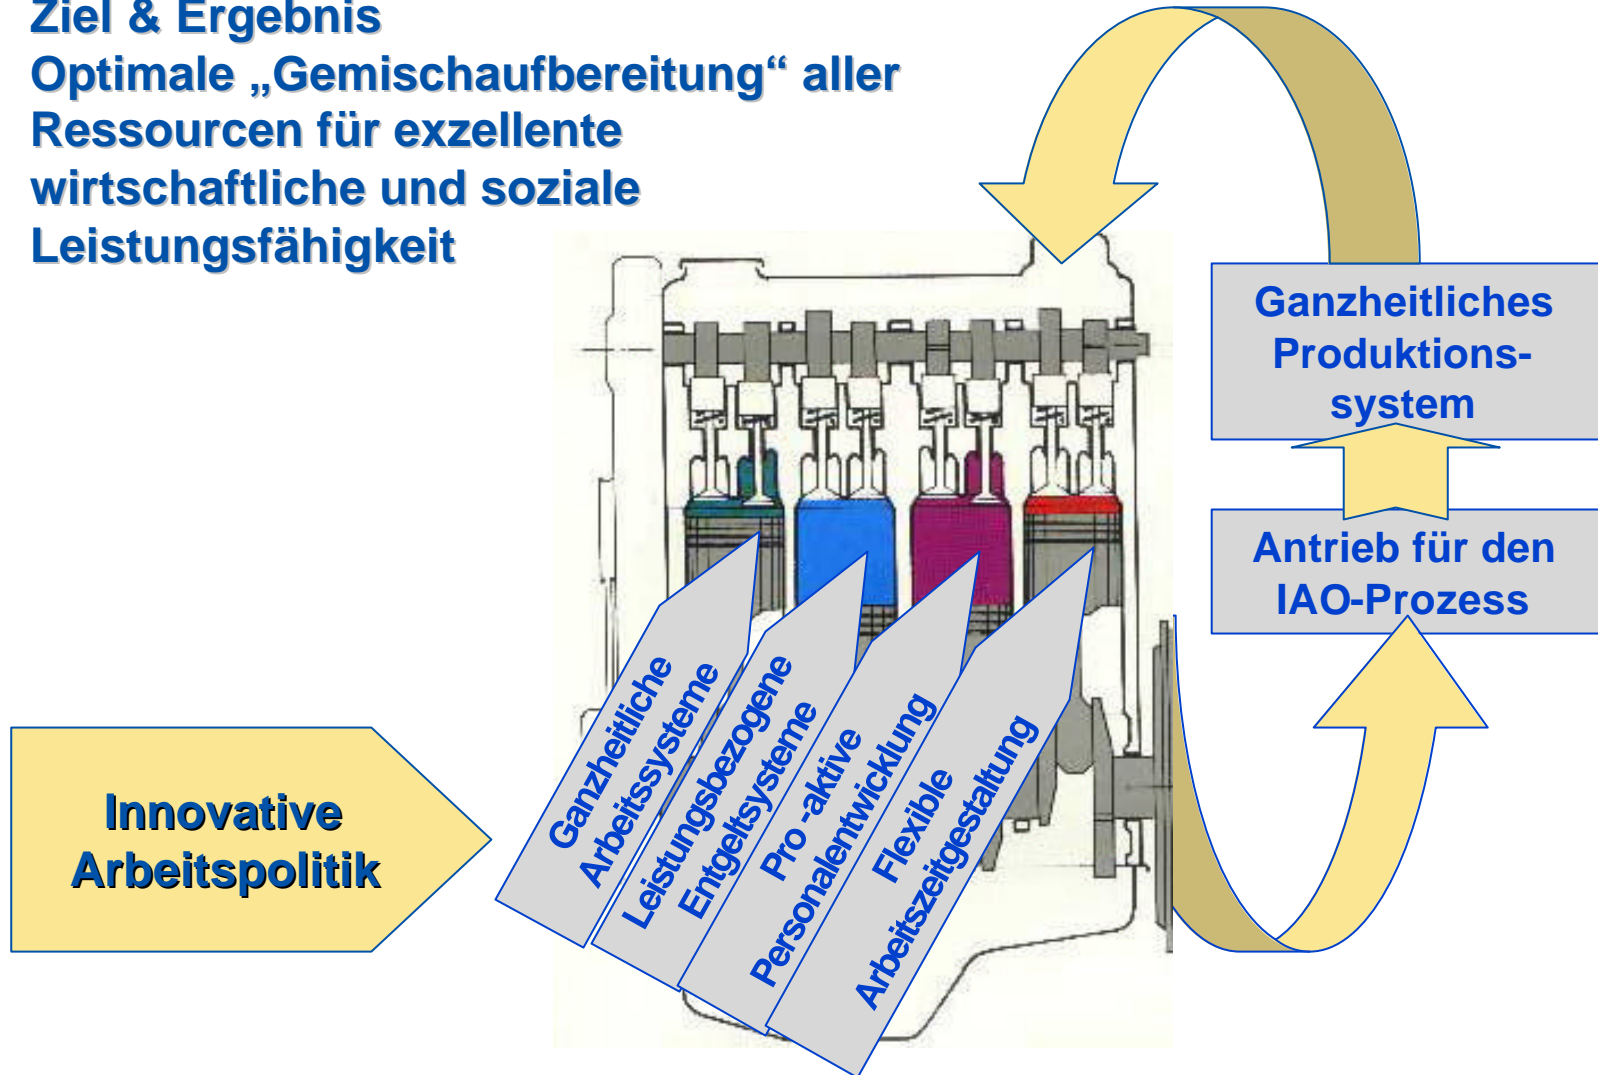 Ziel & Ergebnis
Optimale „Gemischaufbereitung“ aller
Ressourcen für exzellente
wirtschaftliche und soziale
Leistungsfähigkeit
Ganzheitliches
Produktions-
system
Antrieb für den
IAO-Prozess
Innovative
Arbeitspolitik
Ganzheitliche
Arbeitssysteme
Leistungsbezogene
Entgeltsysteme
Pro -aktive
Personalentwicklung
Flexible
Arbeitszeitgestaltung